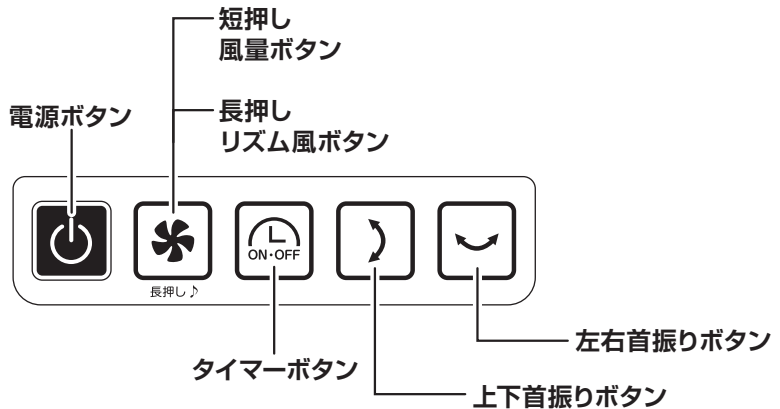 短押し
風量ボタン
長押し
リズム風ボタン
電源ボタン
ON・OFF
長押し♪
タイマーボタン
左右首振りボタン
上下首振りボタン